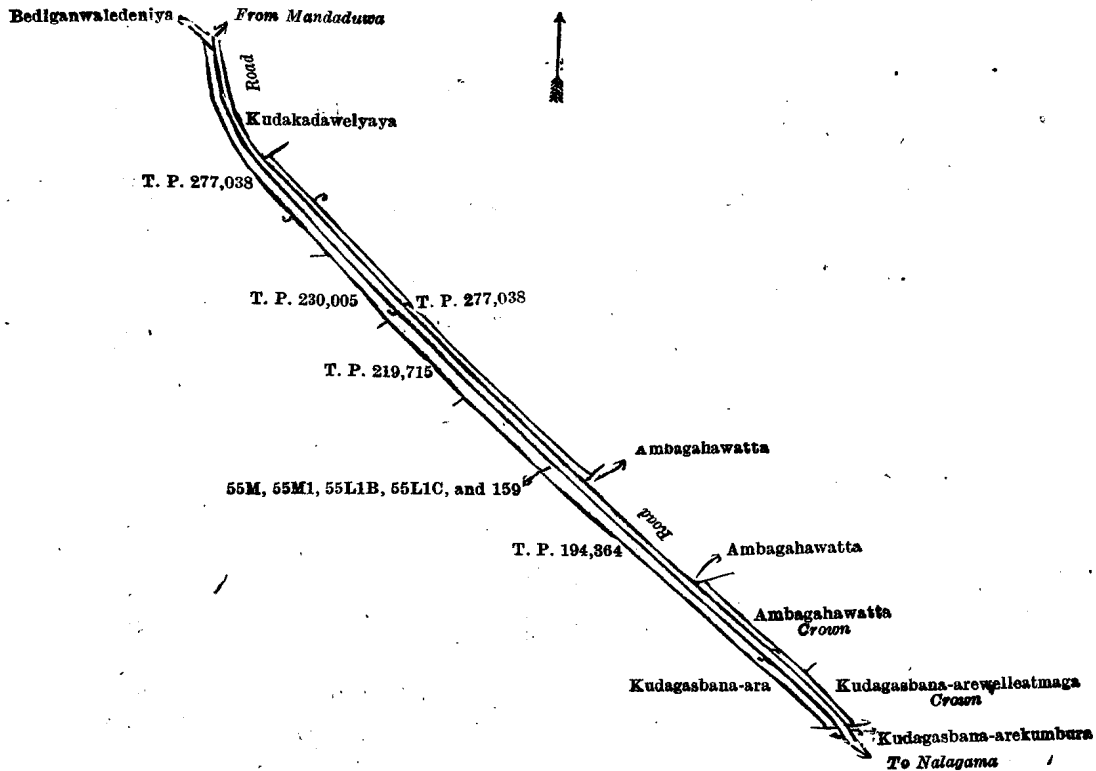 Bediganwaledeniya
From Mandaduwa
Road
Kudakadawelyaya
T. P. 277,038
T. P. 230,005
T. P. 277,038
T. P. 219,715
Ambagahawatta
55M, 55M1, 55L1B, 55L1C, and 159
Road
T. P. 194,364
Ambagahawatta
Ambagahawatta
Crown
Kudagasbana-ara
Kudagasbana-arewelleatmaga
Crown
Kudagasbana-arekumbura
To Nalagama